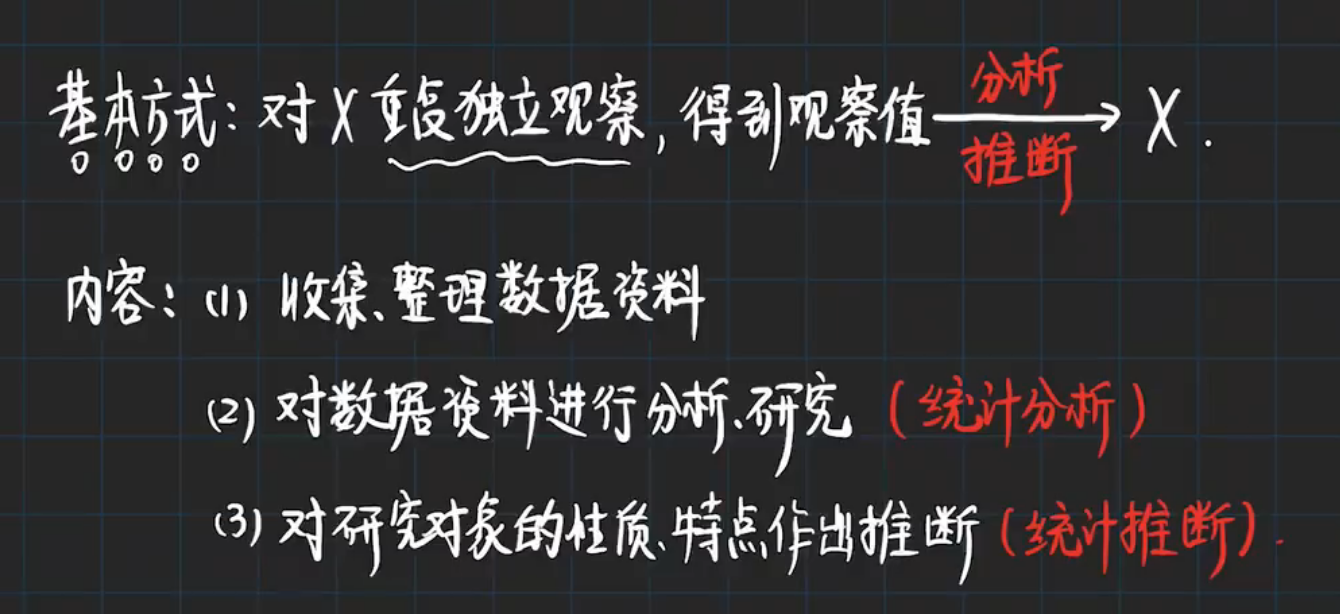 基本方式: 对X重复独立观察, 得到观察值 分析 推断 → X.
内容: (1) 收集、整理数据资料
(2) 对数据资料进行分析、研究 (统计分析)
(3) 对研究对象的性质、特点作出推断 (统计推断).